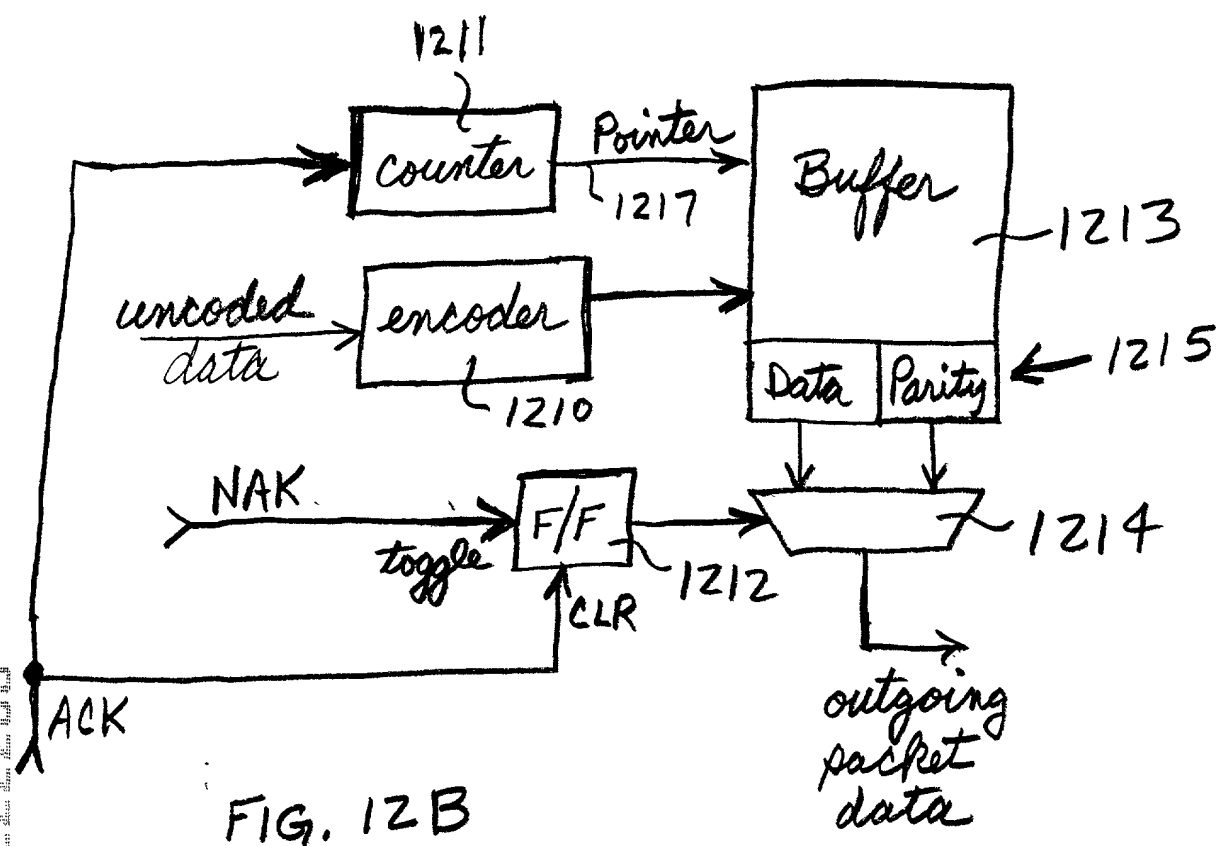 1211
counter
Pointer
1217
Buffer
1213
uncoded
data
encoder
1210
Data
Parity
1215
NAK
toggle
F/F
1212
CLR
1214
ACK
outgoing
packet
data
FIG. 12B